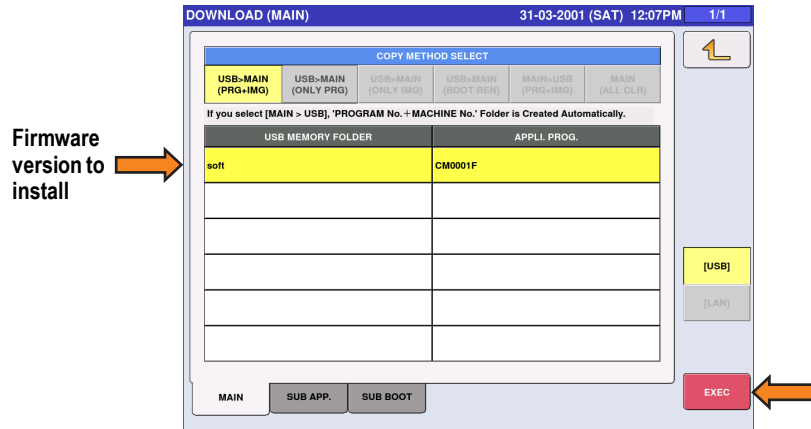 DOWNLOAD (MAIN) 31-03-2001 (SAT) 12:07PM 1/1
COPY METHOD SELECT
USB>MAIN USB>MAIN USB>MAIN USB>MAIN MAIN>USB MAIN
(PRG+IMG) (ONLY PRG) (ONLY IMG) (BOOT REN) (PRG+IMG) (ALL CLR)
If you select [MAIN > USB], 'PROGRAM No.+MACHINE No.' Folder is Created Automatically.
USB MEMORY FOLDER APPLI. PROG.
Firmware
version to
install
soft CM0001F
[USB]
[LAN]
EXEC
MAIN SUB APP. SUB BOOT